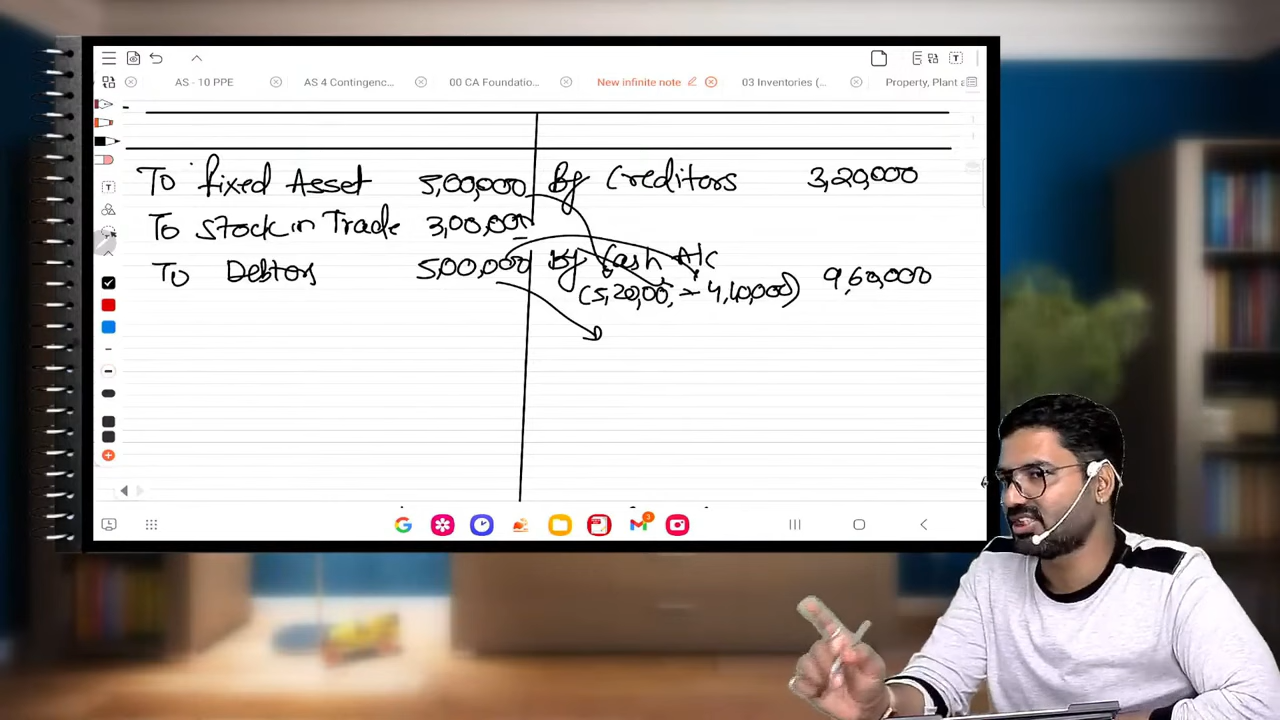 AS - 10 PPE
AS 4 Contingenc...
00 CA Foundatio...
New infinite note
03 Inventories (...
Property, Plant a
To fixed Asset 5,00,000 By Creditors 3,20,000
To stock in Trade 3,00,000
To Debtors 5,00,000 By Cash A/c
(5,20,00, - 4,40,000) 9,60,000
3